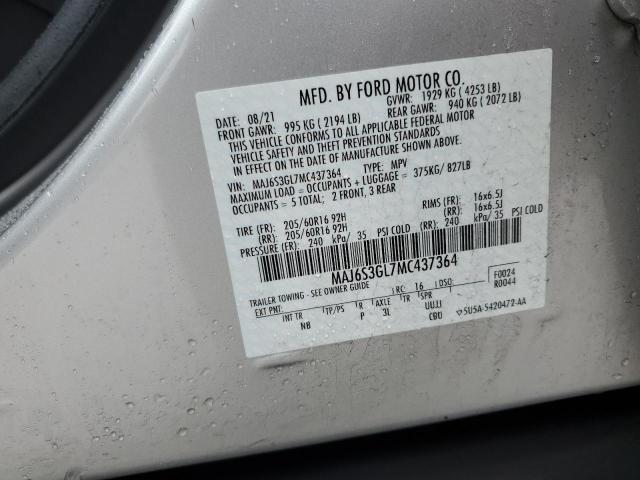 MFD. BY FORD MOTOR CO.
DATE: 08/21 GVWR: 1929 KG ( 4253 LB)
FRONT GAWR: 995 KG ( 2194 LB) REAR GAWR: 940 KG ( 2072 LB)
THIS VEHICLE CONFORMS TO ALL APPLICABLE FEDERAL MOTOR
VEHICLE SAFETY AND THEFT PREVENTION STANDARDS
IN EFFECT ON THE DATE OF MANUFACTURE SHOWN ABOVE.
VIN: MAJ6S3GL7MC437364 TYPE: MPV
MAXIMUM LOAD = OCCUPANTS + LUGGAGE = 375KG/ 827LB
OCCUPANTS = 5 TOTAL; 2 FRONT, 3 REAR
TIRE (FR): 205/60R16 92H RIMS (FR): 16x6.5J
(RR): 205/60R16 92H (RR): 16x6.5J
PRESSURE (FR): 240 kPa/ 35 PSI COLD (RR): 240 kPa/ 35 PSI COLD
MAJ6S3GL7MC437364
TRAILER TOWING - SEE OWNER GUIDE
EXT PNT: RC: 16 DSO: F0024
R0044
INT TR TP/PS R AXLE TR SPR
NB P 3L UUJJ
CBU 5U5A-5420472-AA